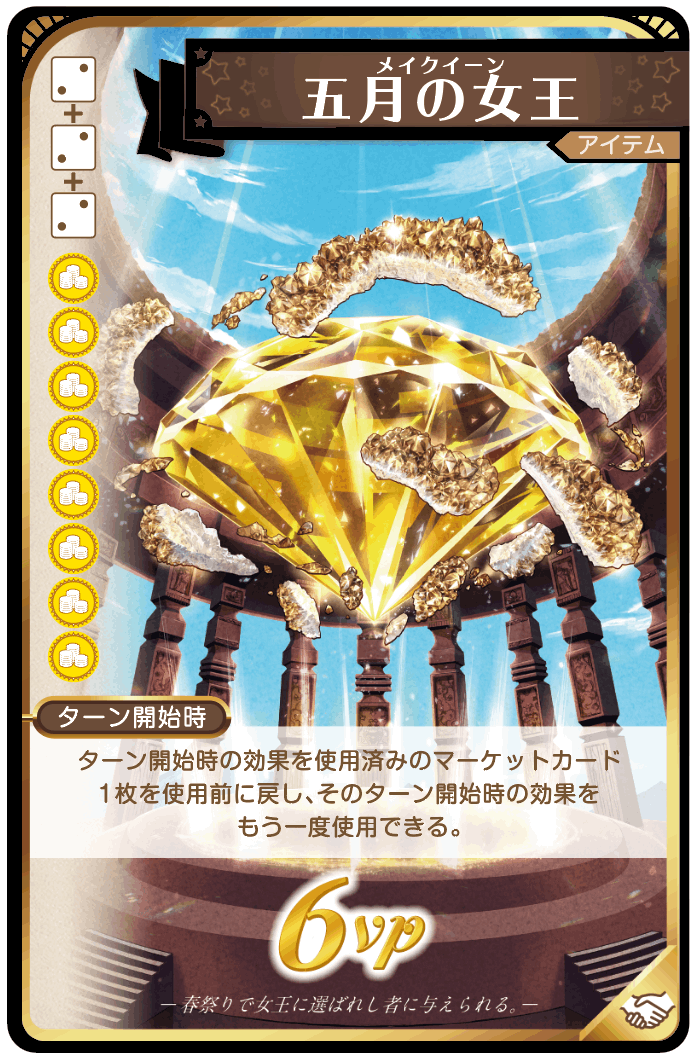 メイクイーン
五月の女王
アイテム
+
+
ターン開始時
ターン開始時の効果を使用済みのマーケットカード
1枚を使用前に戻し、そのターン開始時の効果を
もう一度使用できる。
6vp
—春祭りで女王に選ばれし者に与えられる。—